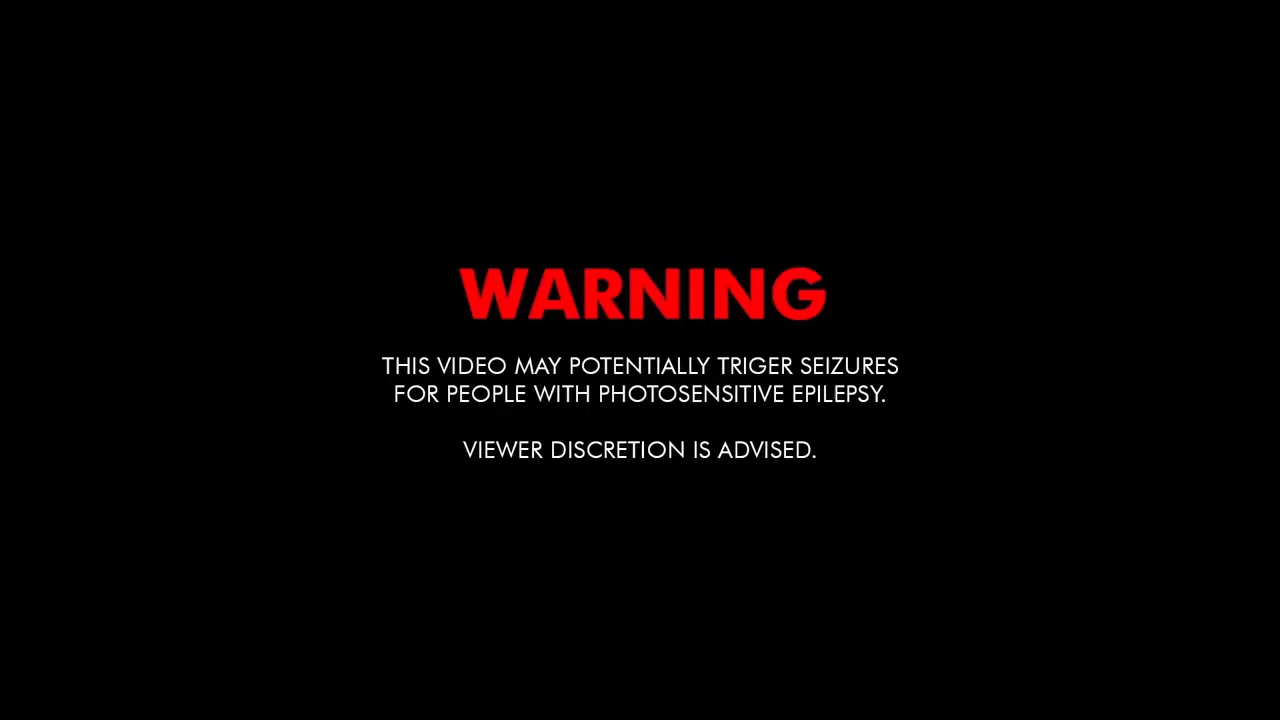 WARNING
THIS VIDEO MAY POTENTIALLY TRIGER SEIZURES
FOR PEOPLE WITH PHOTOSENSITIVE EPILEPSY.
VIEWER DISCRETION IS ADVISED.